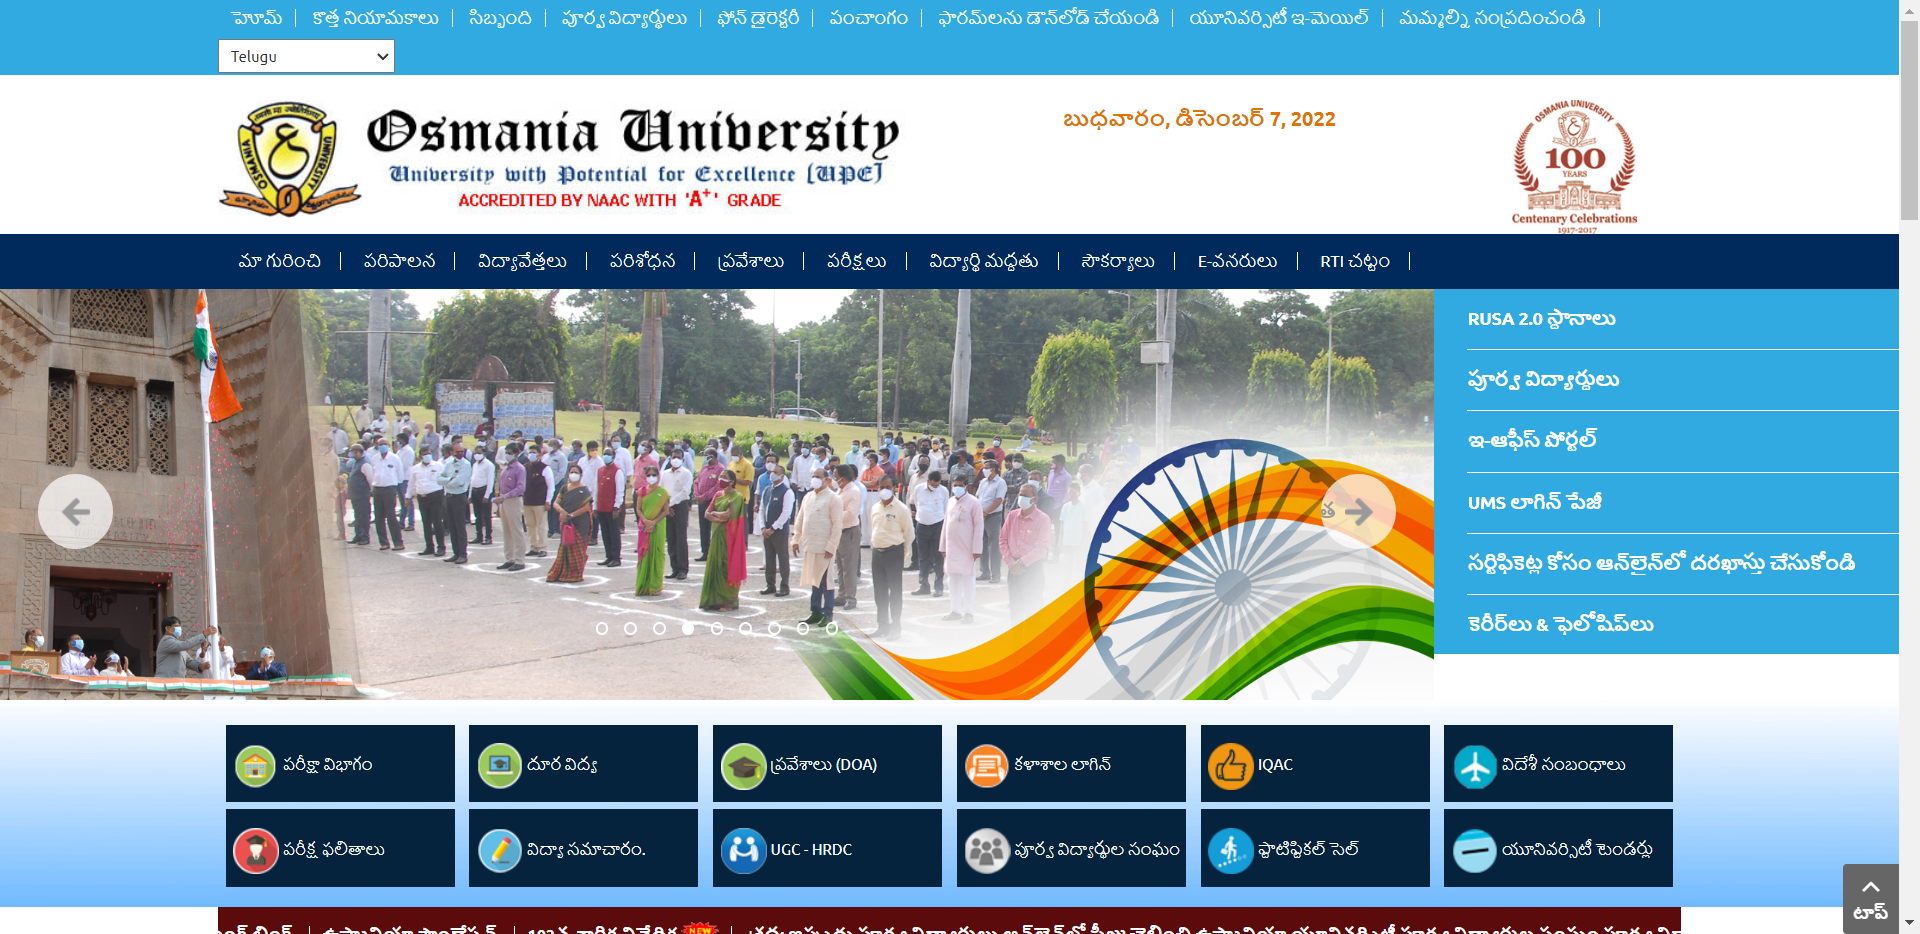 హెూమ్ కొత్త నియామకాలు సిబ్బంది పూర్వ విద్యార్థులు ఫోన్ డైరెక్టరీ పంచాంగం ఫారమ్‌లను డౌన్‌లోడ్ చేయండి యూనివర్సిటీ ఇ-మెయిల్ మమ్మల్ని సంప్రదించండి
Telugu
Osmania University
University with Potential for Excellence [UPE]
ACCREDITED BY NAAC WITH 'A+' GRADE
బుధవారం, డిసెంబర్ 7, 2022
OSMANIA UNIVERSITY
100
YEARS
Centenary Celebrations
1917-2017
మా గురించి పరిపాలన విద్యావేత్తలు పరిశోధన ప్రవేశాలు పరీక్షలు విద్యార్థి మద్దతు సౌకర్యాలు E-వనరులు RTI చట్టం
RUSA 2.0 స్థానాలు
పూర్వ విద్యార్థులు
ఇ-ఆఫీస్ పోర్టల్
UMS లాగిన్ పేజీ
సర్టిఫికెట్ల కోసం ఆన్‌లైన్‌లో దరఖాస్తు చేసుకోండి
కెరీర్‌లు & ఫెలోషిప్‌లు
త
పరీక్షా విభాగం దూర విద్య ప్రవేశాలు (DOA) కళాశాల లాగిన్ IQAC విదేశీ సంబంధాలు
పరీక్ష ఫలితాలు విద్యా సమాచారం. UGC - HRDC పూర్వ విద్యార్థుల సంఘం ప్లాటిఫ్టికల్ సెల్ యూనివర్సిటీ టెండర్లు
టాప్